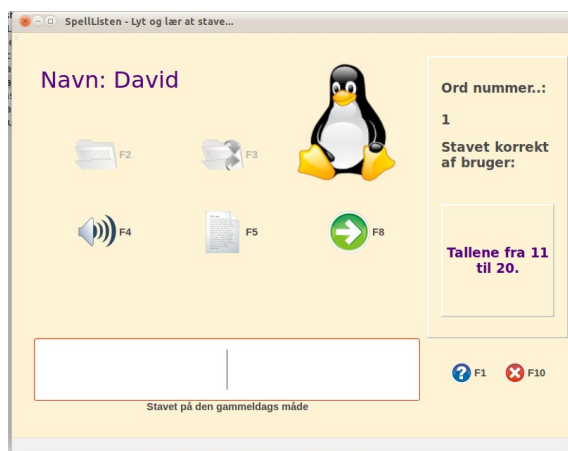 SpellListen - Lyt og lær at stave...
Navn: David
F2
F3
F4
F5
F8
Ord nummer..:
1
Stavet korrekt
af bruger:
Tallene fra 11
til 20.
F1
F10
Stavet på den gammeldags måde